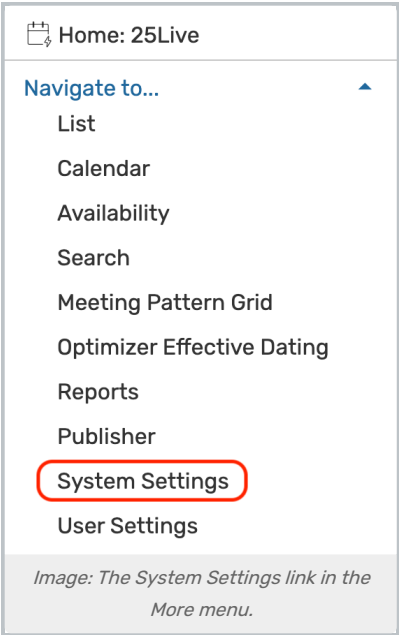 Home: 25Live
Navigate to...
List
Calendar
Availability
Search
Meeting Pattern Grid
Optimizer Effective Dating
Reports
Publisher
System Settings
User Settings
Image: The System Settings link in the
More menu.